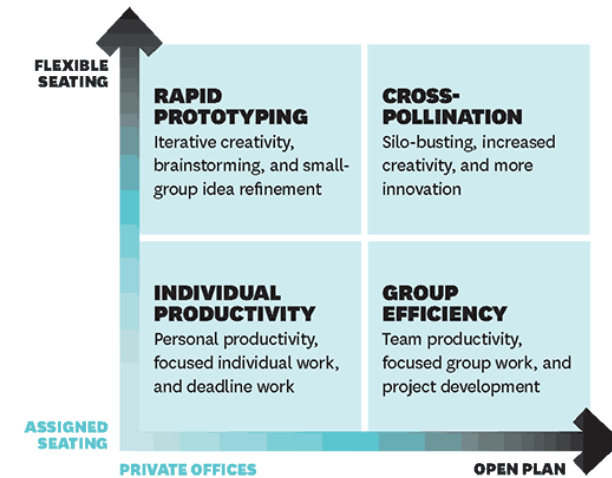 FLEXIBLE
SEATING
RAPID
PROTOTYPING
Iterative creativity,
brainstorming, and small-
group idea refinement
CROSS-
POLLINATION
Silo-busting, increased
creativity, and more
innovation
INDIVIDUAL
PRODUCTIVITY
Personal productivity,
focused individual work,
and deadline work
GROUP
EFFICIENCY
Team productivity,
focused group work, and
project development
ASSIGNED
SEATING
PRIVATE OFFICES
OPEN PLAN